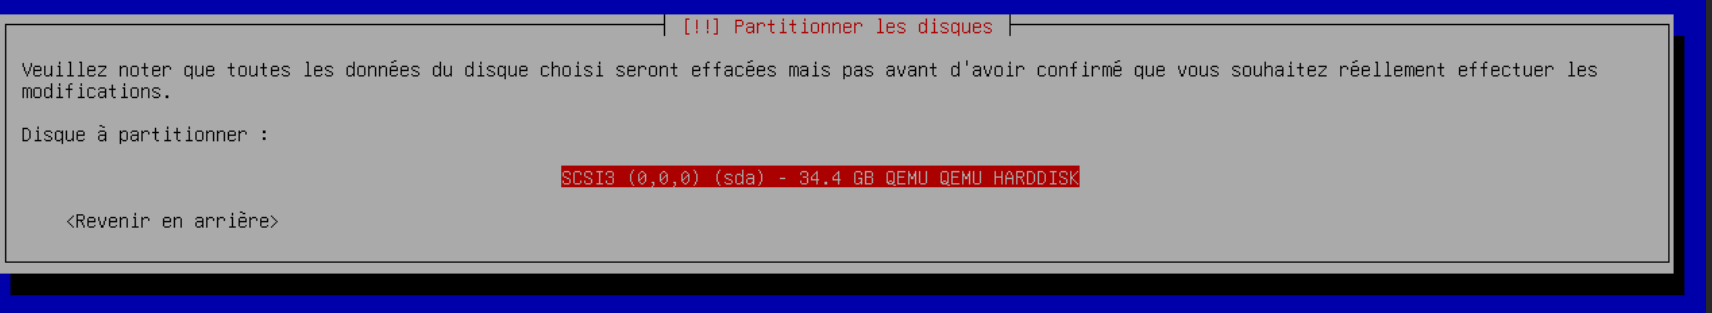 [!!] Partitionner les disques
Veuillez noter que toutes les données du disque choisi seront effacées mais pas avant d'avoir confirmé que vous souhaitez réellement effectuer les
modifications.
Disque à partitionner :
SCSI3 (0,0,0) (sda) - 34.4 GB QEMU QEMU HARDDISK
<Revenir en arrière>